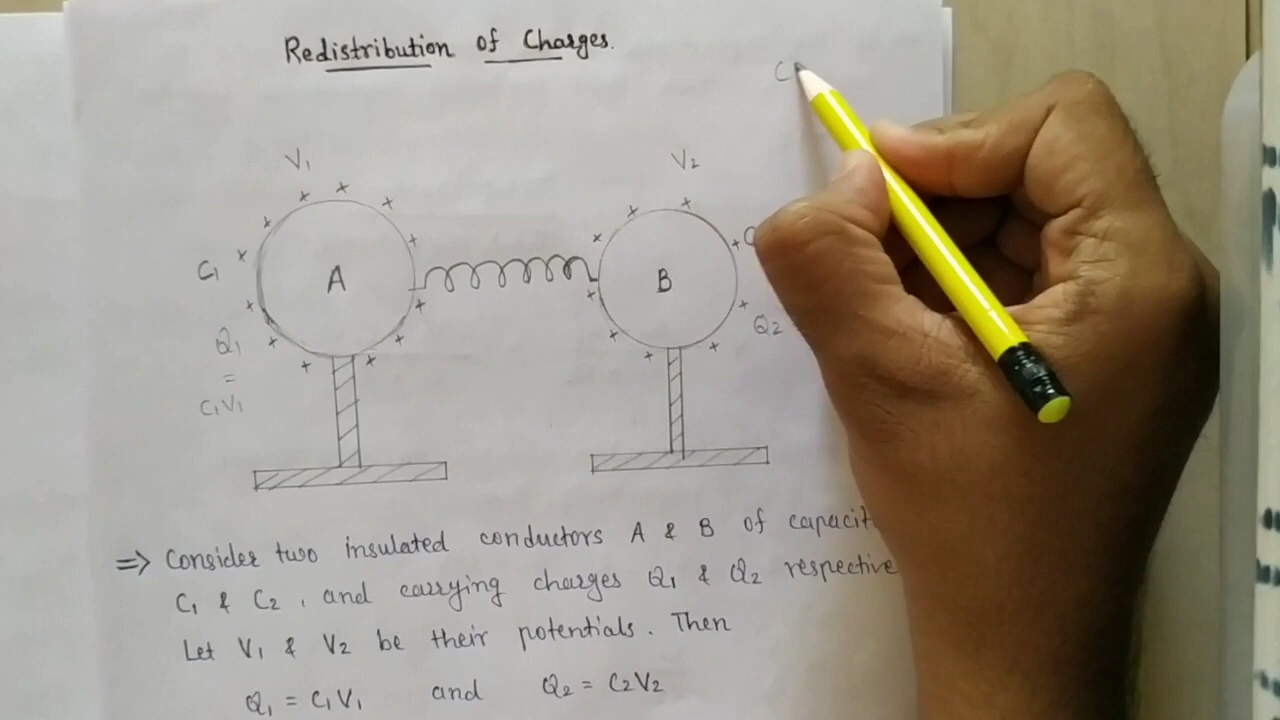 Redistribution of Charges.
C
V1 V2
C1 A B C
Q1 Q2
=
C1V1
⇒ Consider two insulated conductors A & B of
C1 & C2, and carrying charges Q1 & Q2
Let V1 & V2 be their potentials. Then
Q1 = C1V1 and Q2 = C2V2